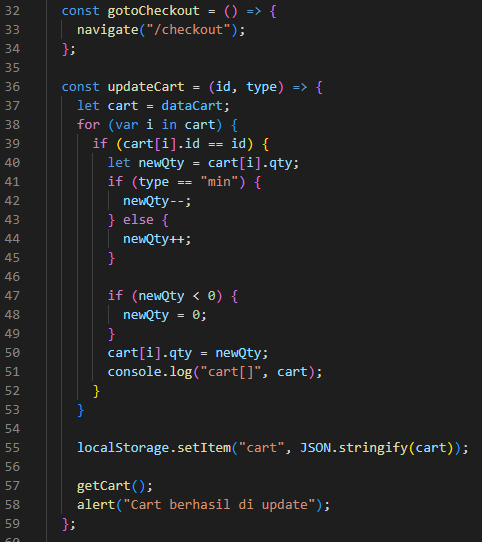 32 const gotoCheckout = () => {
33 navigate("/checkout");
34 };
35
36 const updateCart = (id, type) => {
37 let cart = dataCart;
38 for (var i in cart) {
39 if (cart[i].id == id) {
40 let newQty = cart[i].qty;
41 if (type == "min") {
42 newQty--;
43 } else {
44 newQty++;
45 }
46
47 if (newQty < 0) {
48 newQty = 0;
49 }
50 cart[i].qty = newQty;
51 console.log("cart[]", cart);
52 }
53 }
54
55 localStorage.setItem("cart", JSON.stringify(cart));
56
57 getCart();
58 alert("Cart berhasil di update");
59 };